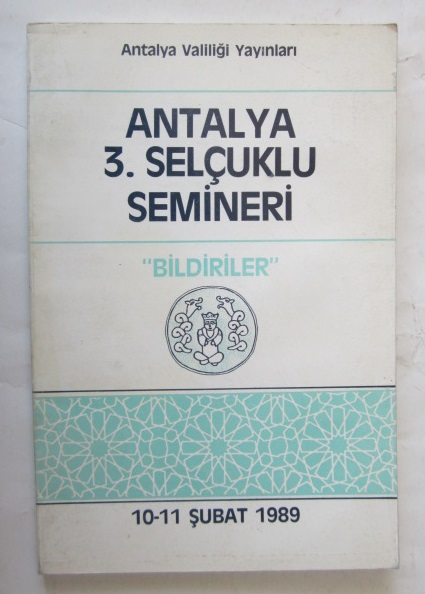 Antalya Valiliği Yayınları
ANTALYA
3. SELÇUKLU
SEMİNERİ
"BİLDİRİLER"
10-11 ŞUBAT 1989